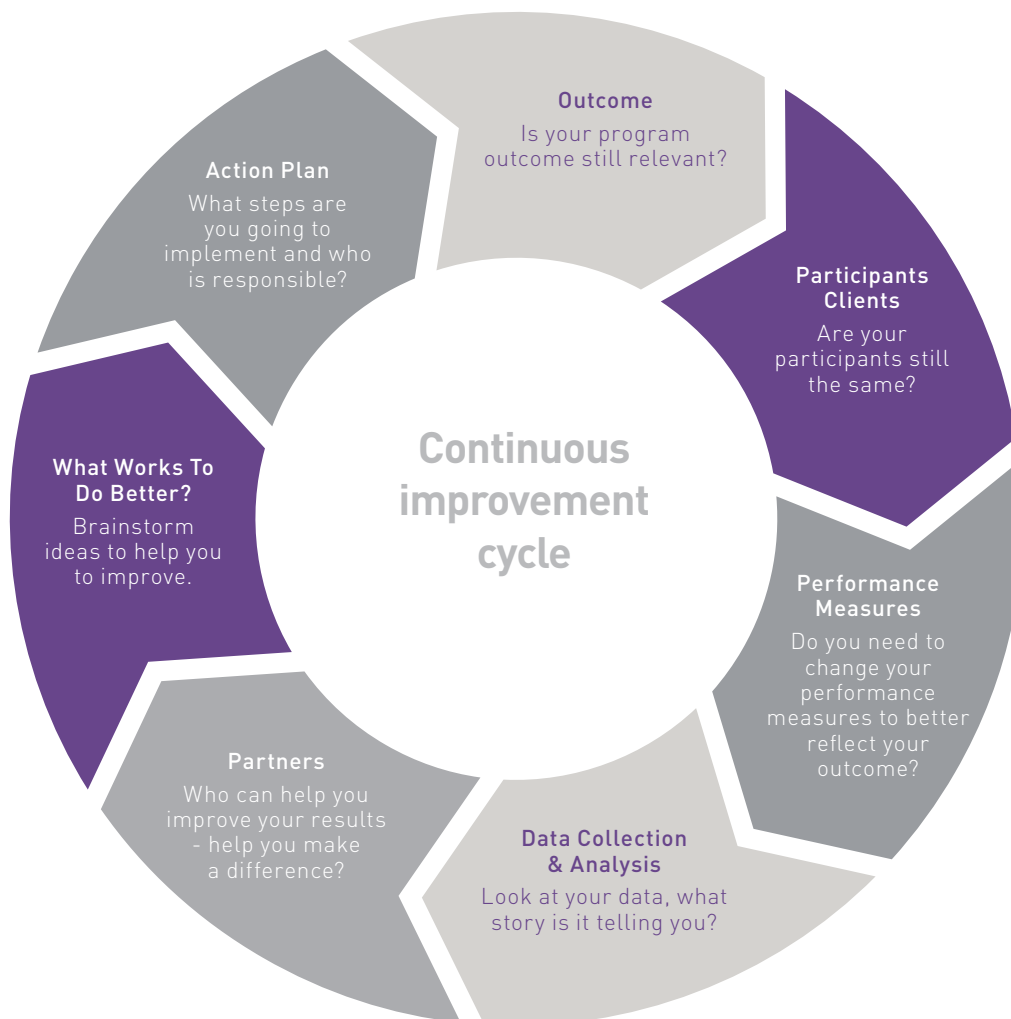 Outcome
Is your program
outcome still relevant?
Participants
Clients
Are your
participants still
the same?
Performance
Measures
Do you need to
change your
performance
measures to better
reflect your
outcome?
Data Collection
& Analysis
Look at your data, what
story is it telling you?
Partners
Who can help you
improve your results
- help you make
a difference?
What Works To
Do Better?
Brainstorm
ideas to help you
to improve.
Action Plan
What steps are
you going to
implement and who
is responsible?
Continuous
improvement
cycle